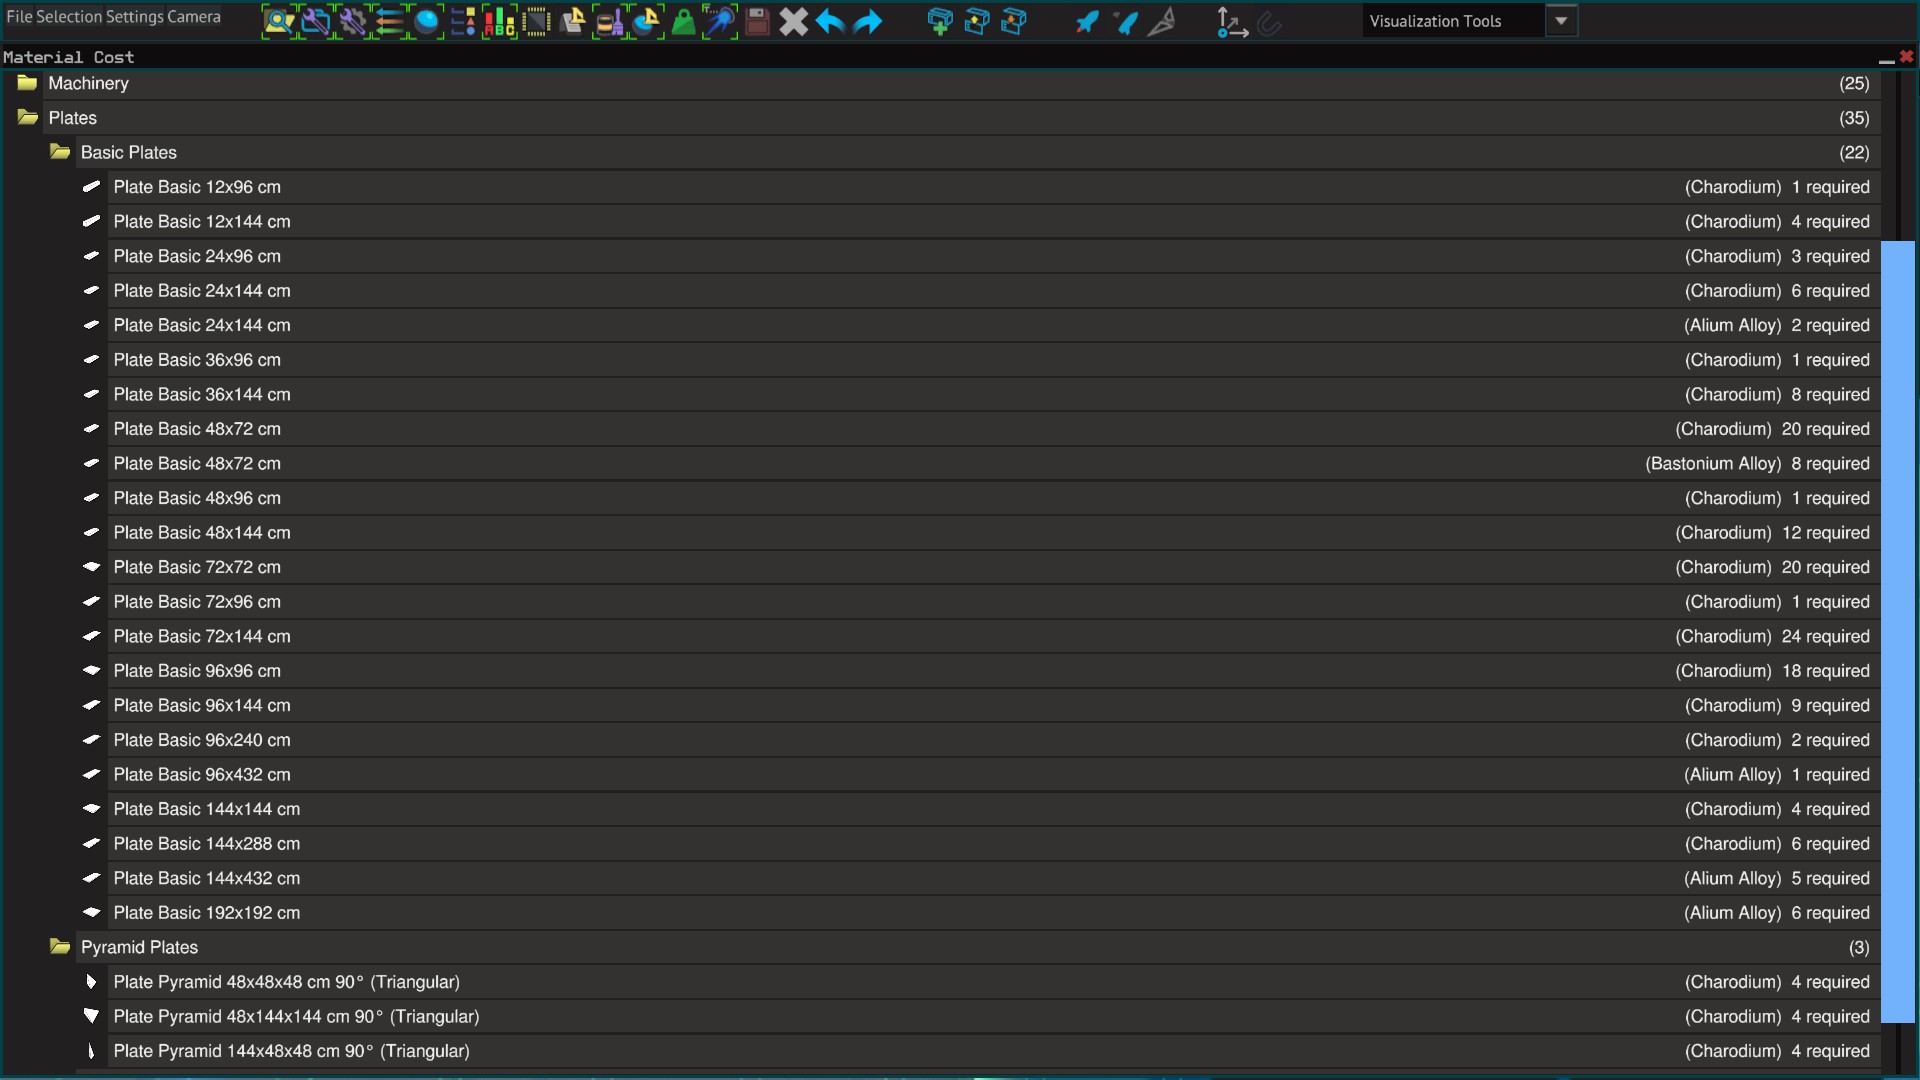 File Selection Settings Camera
Visualization Tools
Material Cost
Machinery (25)
Plates (35)
Basic Plates (22)
Plate Basic 12x96 cm (Charodium) 1 required
Plate Basic 12x144 cm (Charodium) 4 required
Plate Basic 24x96 cm (Charodium) 3 required
Plate Basic 24x144 cm (Charodium) 6 required
Plate Basic 24x144 cm (Alium Alloy) 2 required
Plate Basic 36x96 cm (Charodium) 1 required
Plate Basic 36x144 cm (Charodium) 8 required
Plate Basic 48x72 cm (Charodium) 20 required
Plate Basic 48x72 cm (Bastonium Alloy) 8 required
Plate Basic 48x96 cm (Charodium) 1 required
Plate Basic 48x144 cm (Charodium) 12 required
Plate Basic 72x72 cm (Charodium) 20 required
Plate Basic 72x96 cm (Charodium) 1 required
Plate Basic 72x144 cm (Charodium) 24 required
Plate Basic 96x96 cm (Charodium) 18 required
Plate Basic 96x144 cm (Charodium) 9 required
Plate Basic 96x240 cm (Charodium) 2 required
Plate Basic 96x432 cm (Alium Alloy) 1 required
Plate Basic 144x144 cm (Charodium) 4 required
Plate Basic 144x288 cm (Charodium) 6 required
Plate Basic 144x432 cm (Alium Alloy) 5 required
Plate Basic 192x192 cm (Alium Alloy) 6 required
Pyramid Plates (3)
Plate Pyramid 48x48x48 cm 90° (Triangular) (Charodium) 4 required
Plate Pyramid 48x144x144 cm 90° (Triangular) (Charodium) 4 required
Plate Pyramid 144x48x48 cm 90° (Triangular) (Charodium) 4 required